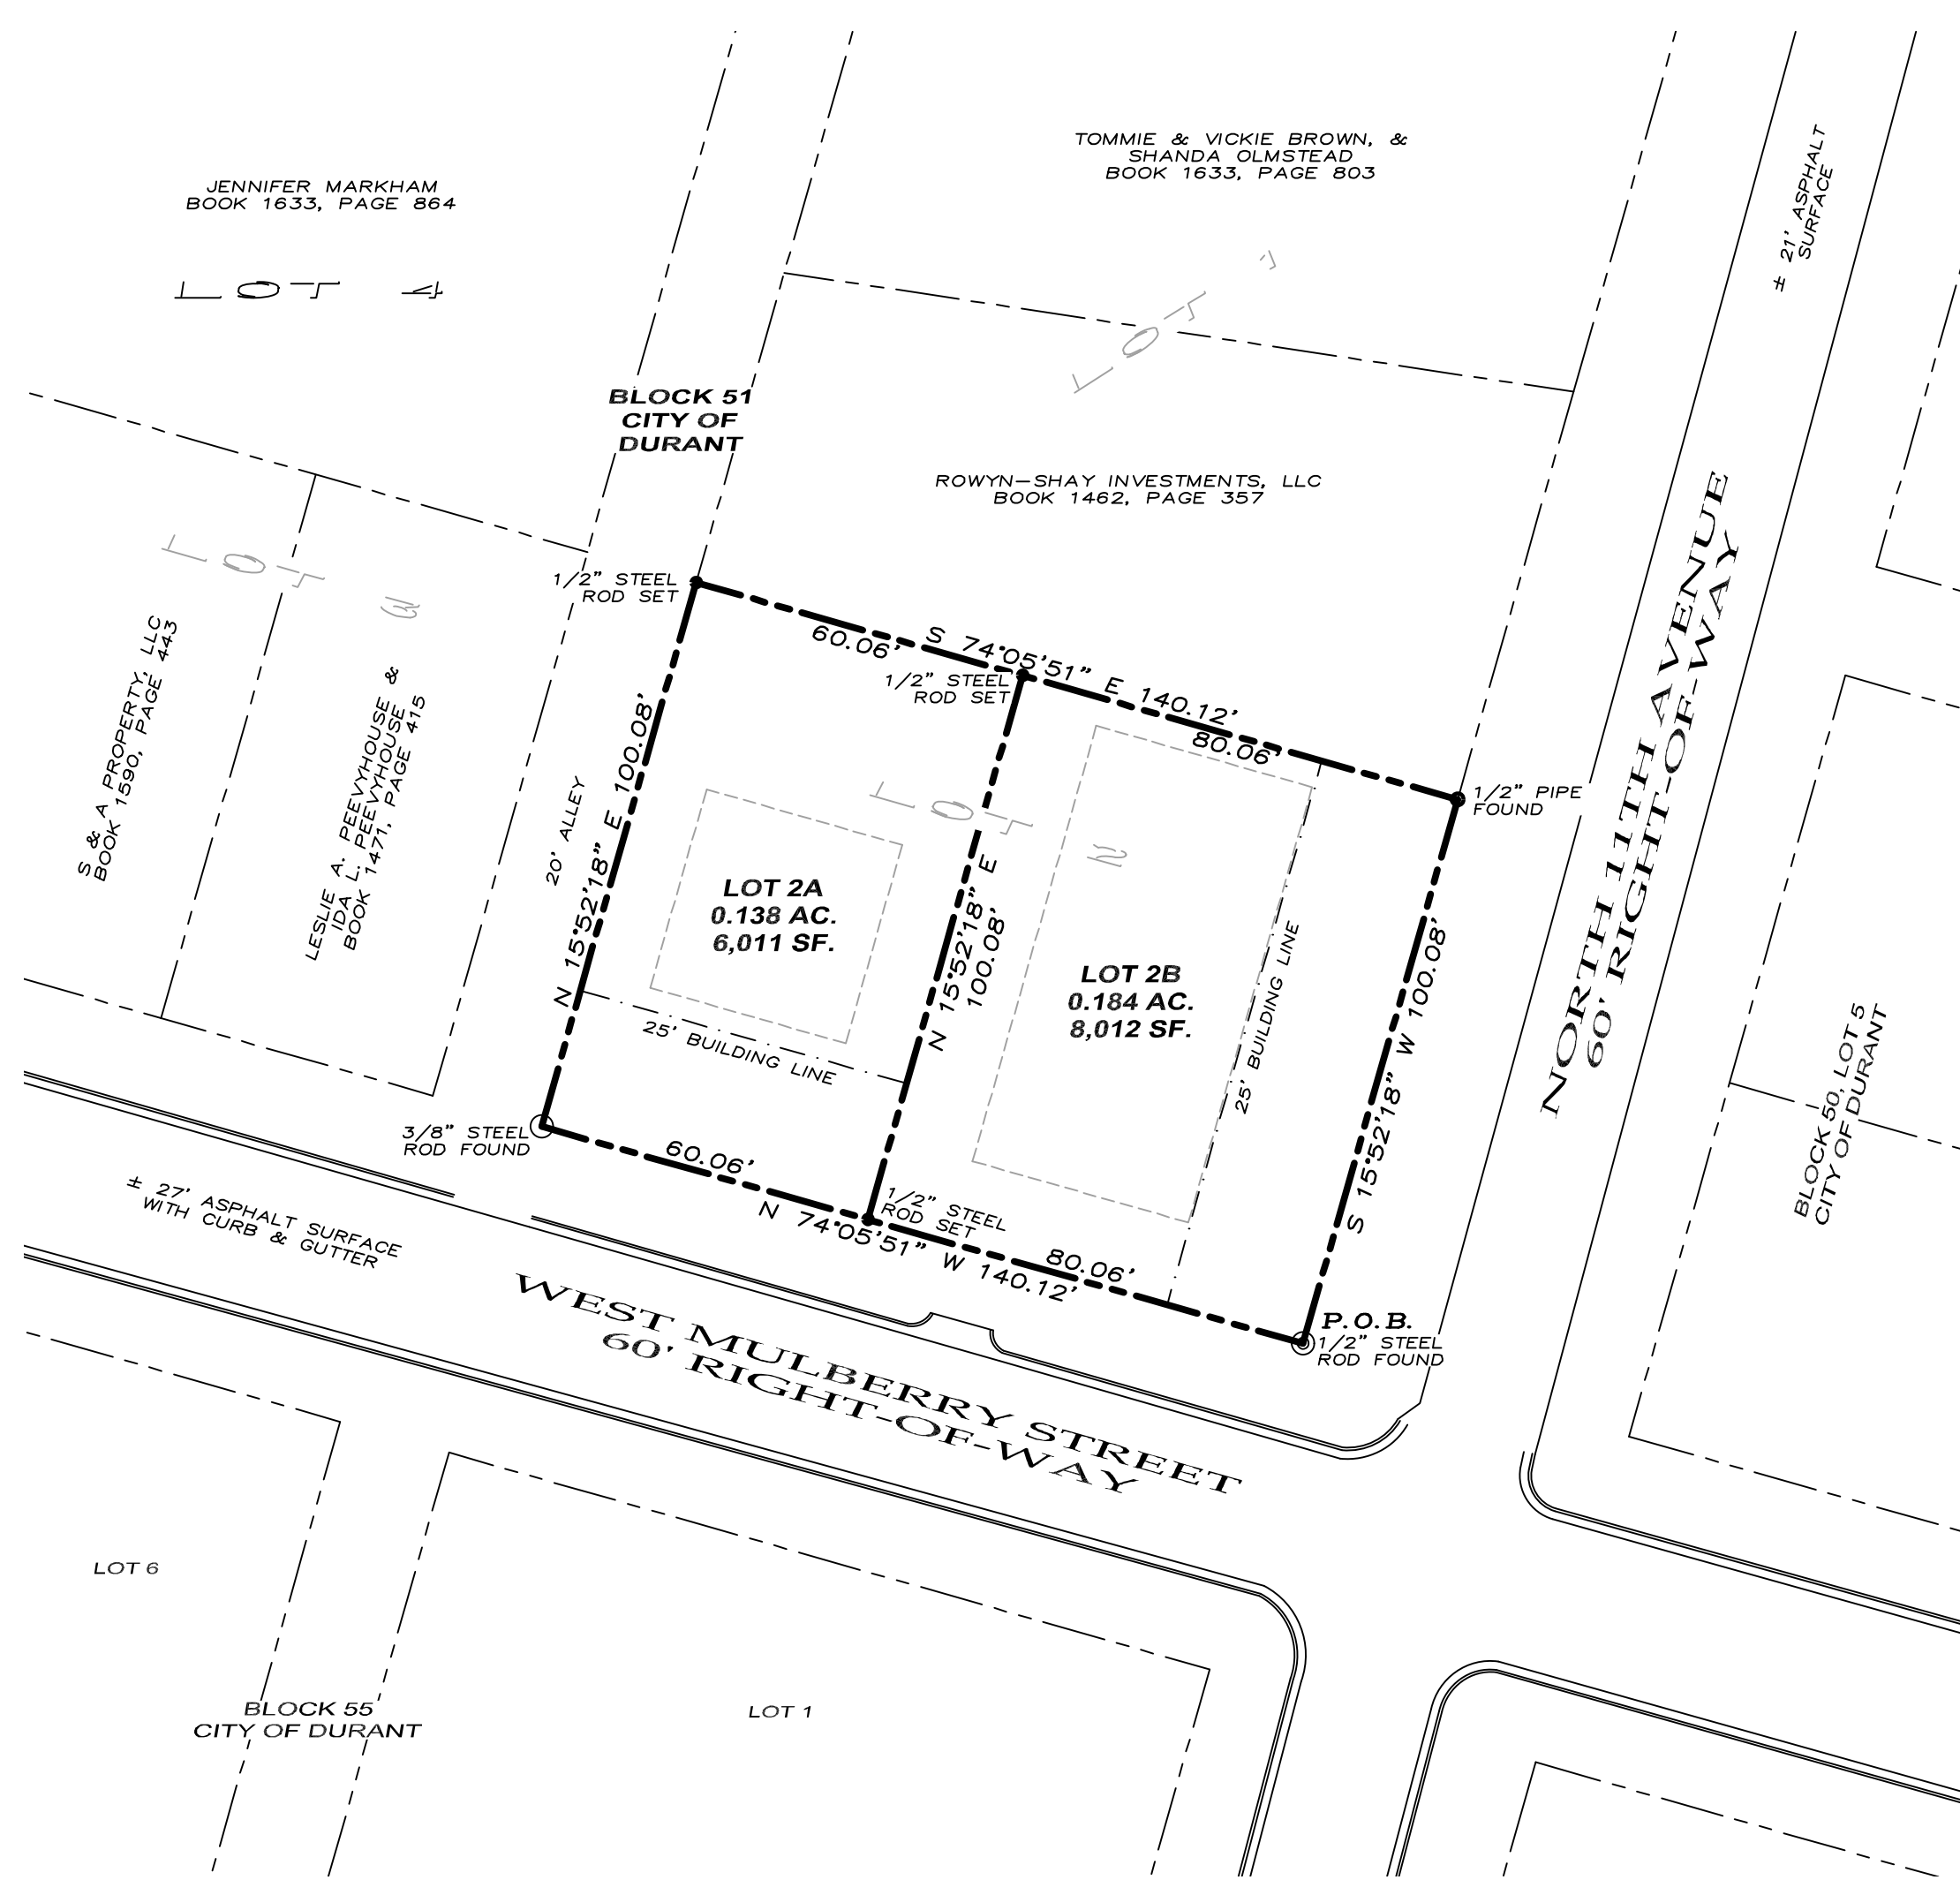 TOMMIE & VICKIE BROWN, &
SHANDA OLMSTEAD
BOOK 1633, PAGE 803
± 21' ASPHALT
SURFACE
JENNIFER MARKHAM
BOOK 1633, PAGE 864
LOT 4
LOT
BLOCK 51
CITY OF
DURANT
ROWYN-SHAY INVESTMENTS, LLC
BOOK 1462, PAGE 357
LOT 3
S & A PROPERTY, LLC
BOOK 1590, PAGE 443
LESLIE A. PEEVYHOUSE &
IDA L. PEEVYHOUSE
BOOK 1471, PAGE 415
20' ALLEY
1/2" STEEL
ROD SET
60.06'
S 74°05'51" E 140.12'
1/2" STEEL
ROD SET
80.06'
1/2" PIPE
FOUND
N 15°52'18" E 100.08'
LOT 2
LOT 2A
0.138 AC.
6,011 SF.
N 15°52'18" E
100.08'
LOT 2B
0.184 AC.
8,012 SF.
25' BUILDING LINE
25' BUILDING LINE
S 15°52'18" W 100.08'
NORTH 11TH AVENUE
60' RIGHT-OF-WAY
BLOCK 50, LOT 5
CITY OF DURANT
3/8" STEEL
ROD FOUND
60.06'
1/2" STEEL
ROD SET
N 74°05'51" W 140.12'
80.06'
P.O.B.
1/2" STEEL
ROD FOUND
± 27' ASPHALT SURFACE
WITH CURB & GUTTER
WEST MULBERRY STREET
60' RIGHT-OF-WAY
LOT 6
BLOCK 55
CITY OF DURANT
LOT 1